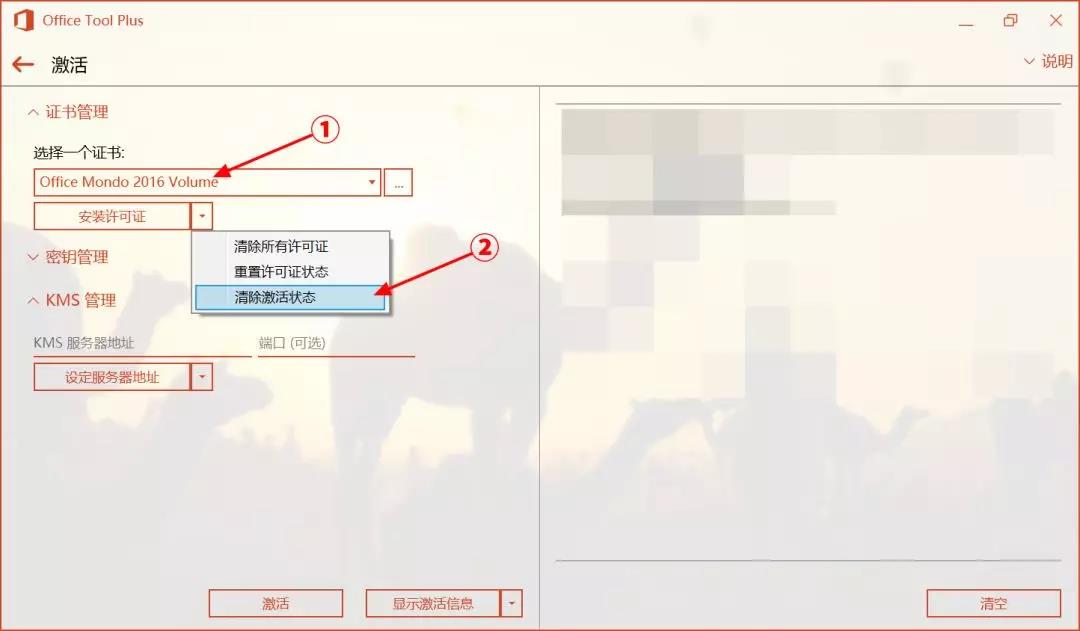 Office Tool Plus
激活
说明
证书管理
选择一个证书:
①
Office Mondo 2016 Volume
...
安装许可证
清除所有许可证
重置许可证状态
清除激活状态
②
密钥管理
KMS 管理
KMS 服务器地址
端口 (可选)
设定服务器地址
激活
显示激活信息
清空